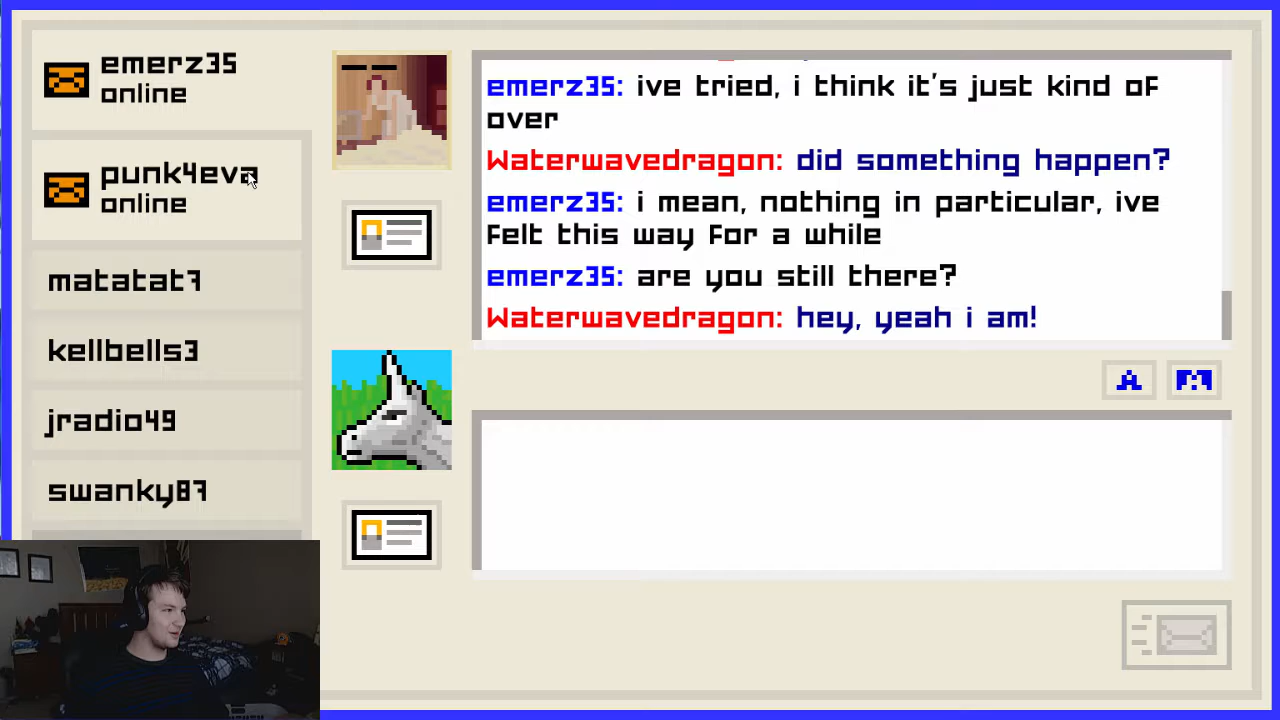 emerz35
online
punk4eva
online
matatat7
kellbells3
jradio49
swanky87
emerz35: ive tried, i think it's just kind of
over
Waterwavedragon: did something happen?
emerz35: i mean, nothing in particular, ive
felt this way for a while
emerz35: are you still there?
Waterwavedragon: hey, yeah i am!
A